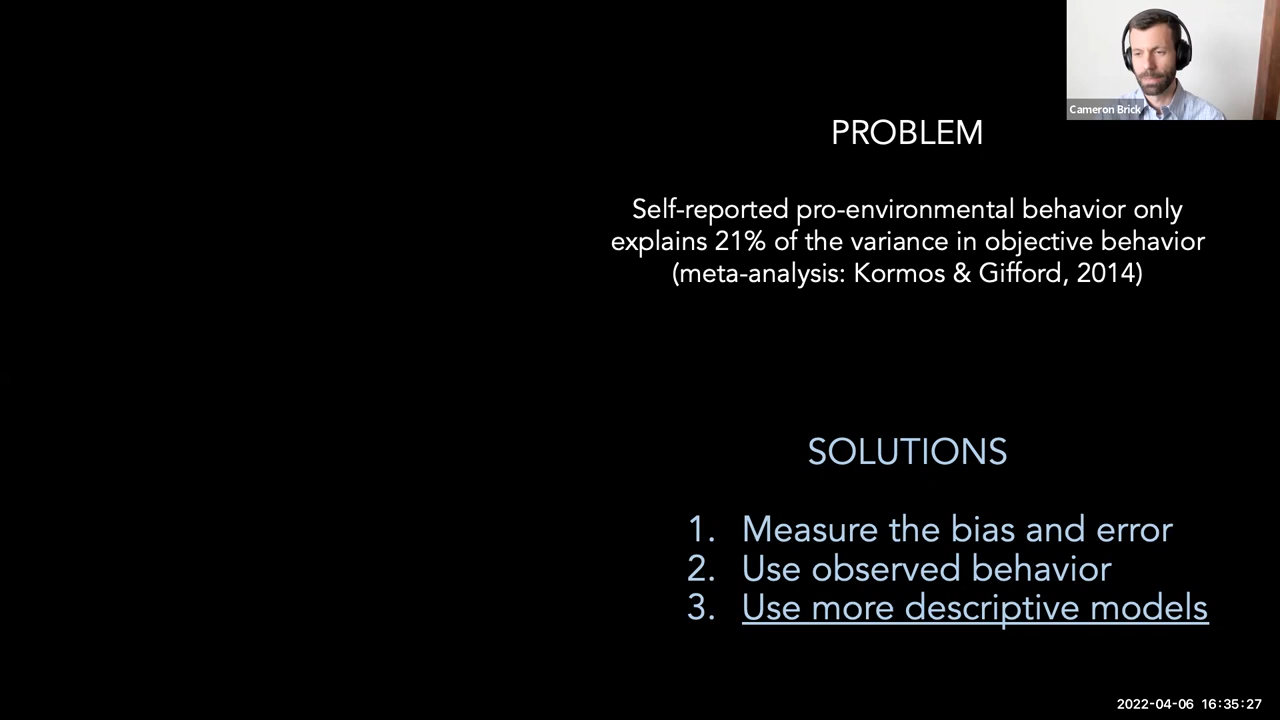 Cameron Brick
PROBLEM
Self-reported pro-environmental behavior only
explains 21% of the variance in objective behavior
(meta-analysis: Kormos & Gifford, 2014)
SOLUTIONS
1. Measure the bias and error
2. Use observed behavior
3. Use more descriptive models
2022-04-06 16:35:27